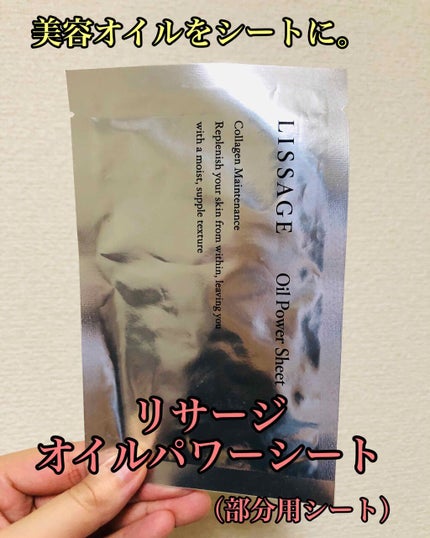 美容オイルをシートに。
LISSAGE Oil Power Sheet
Collagen Maintenance
Replenish your skin from within, leaving you
with a moist, supple texture
リサージ
オイルパワーシート
（部分用シート）